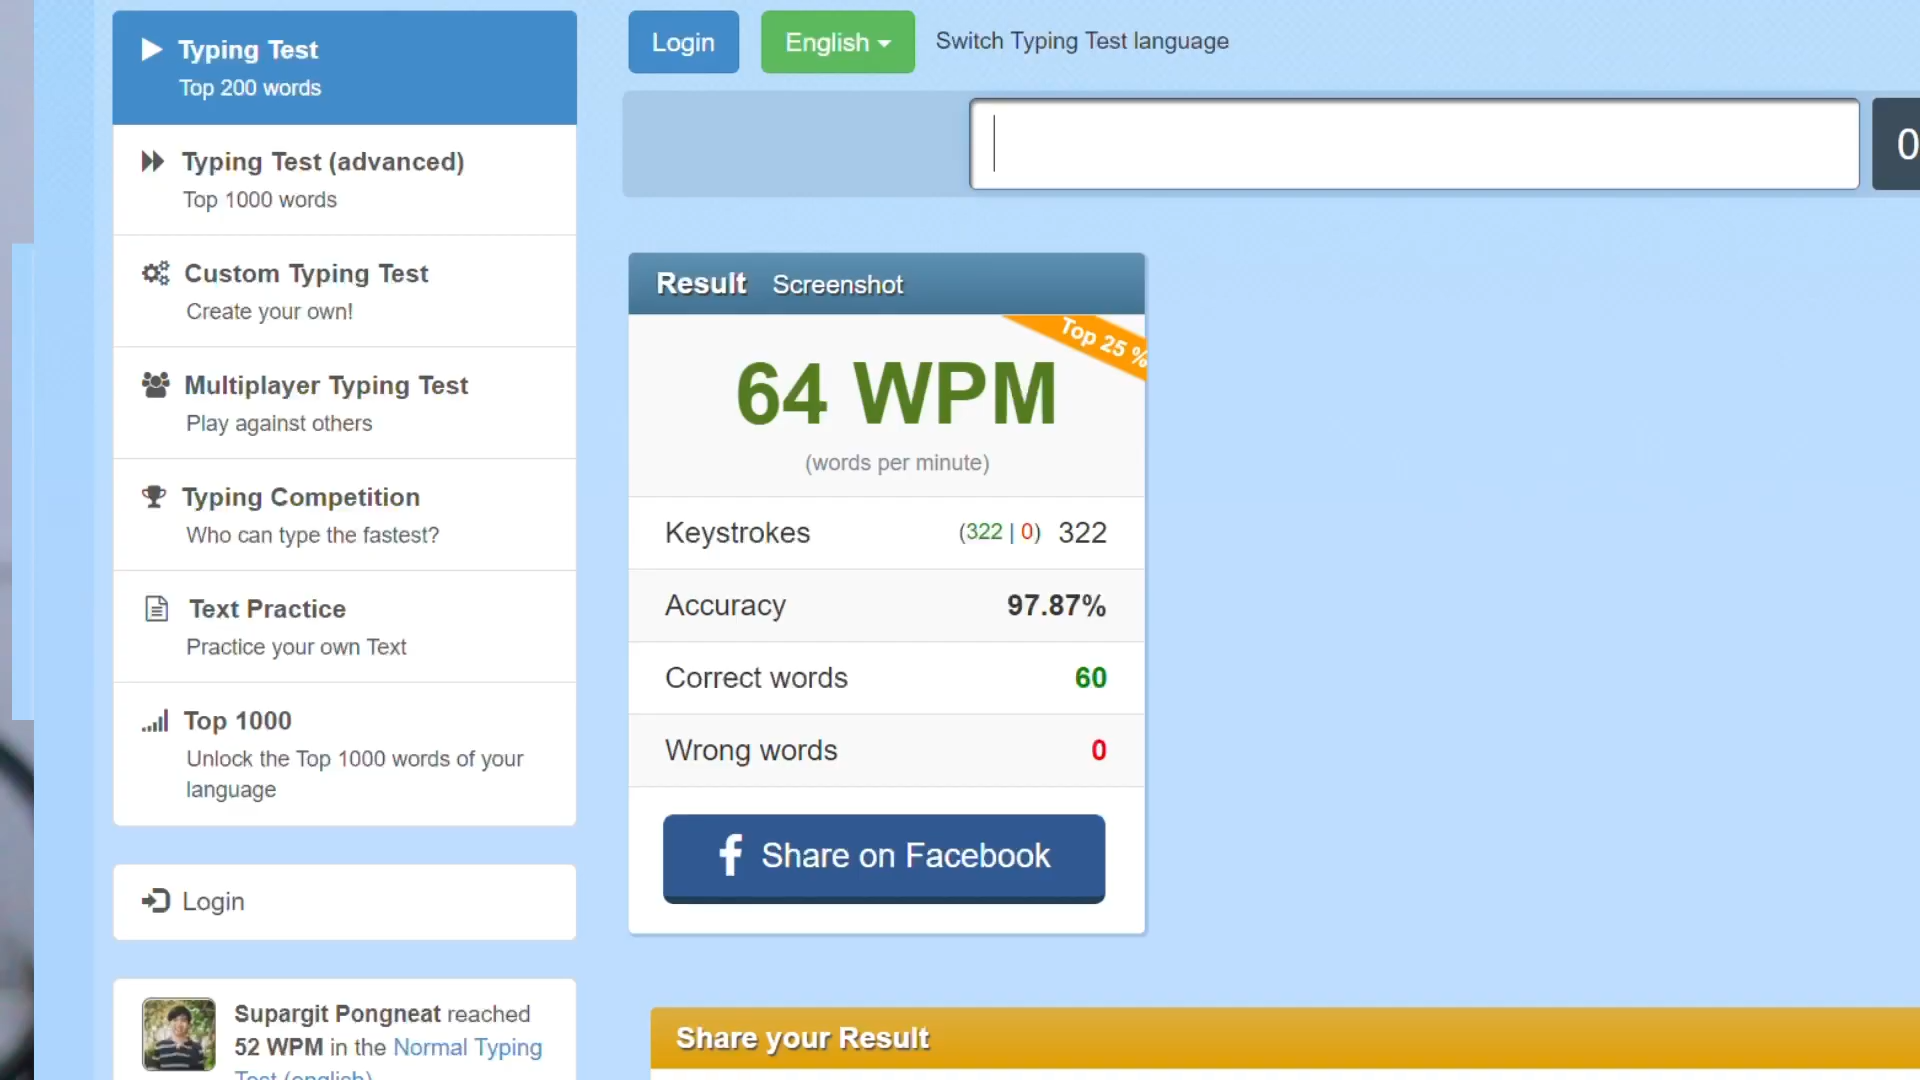 Typing Test
Top 200 words
Typing Test (advanced)
Top 1000 words
Custom Typing Test
Create your own!
Multiplayer Typing Test
Play against others
Typing Competition
Who can type the fastest?
Text Practice
Practice your own Text
Top 1000
Unlock the Top 1000 words of your
language
Login
Supargit Pongneat reached
52 WPM in the Normal Typing
Test (english)
Login English Switch Typing Test language
0
Result Screenshot
Top 25 %
64 WPM
(words per minute)
Keystrokes (322 | 0) 322
Accuracy 97.87%
Correct words 60
Wrong words 0
Share on Facebook
Share your Result